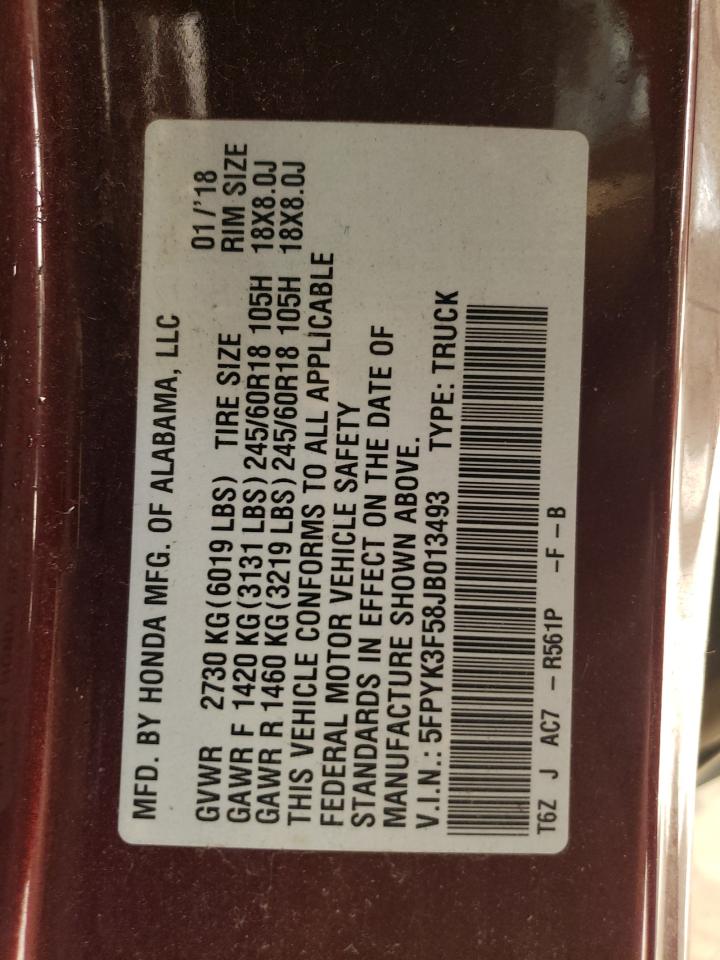 MFD. BY HONDA MFG. OF ALABAMA, LLC
01/'18
GVWR 2730 KG(6019 LBS) TIRE SIZE RIM SIZE
GAWR F 1420 KG(3131 LBS) 245/60R18 105H 18X8.0J
GAWR R 1460 KG(3219 LBS) 245/60R18 105H 18X8.0J
THIS VEHICLE CONFORMS TO ALL APPLICABLE
FEDERAL MOTOR VEHICLE SAFETY
STANDARDS IN EFFECT ON THE DATE OF
MANUFACTURE SHOWN ABOVE.
V.I.N.: 5FPYK3F58JB013493 TYPE: TRUCK
T6Z J AC7 -R561P -F-B